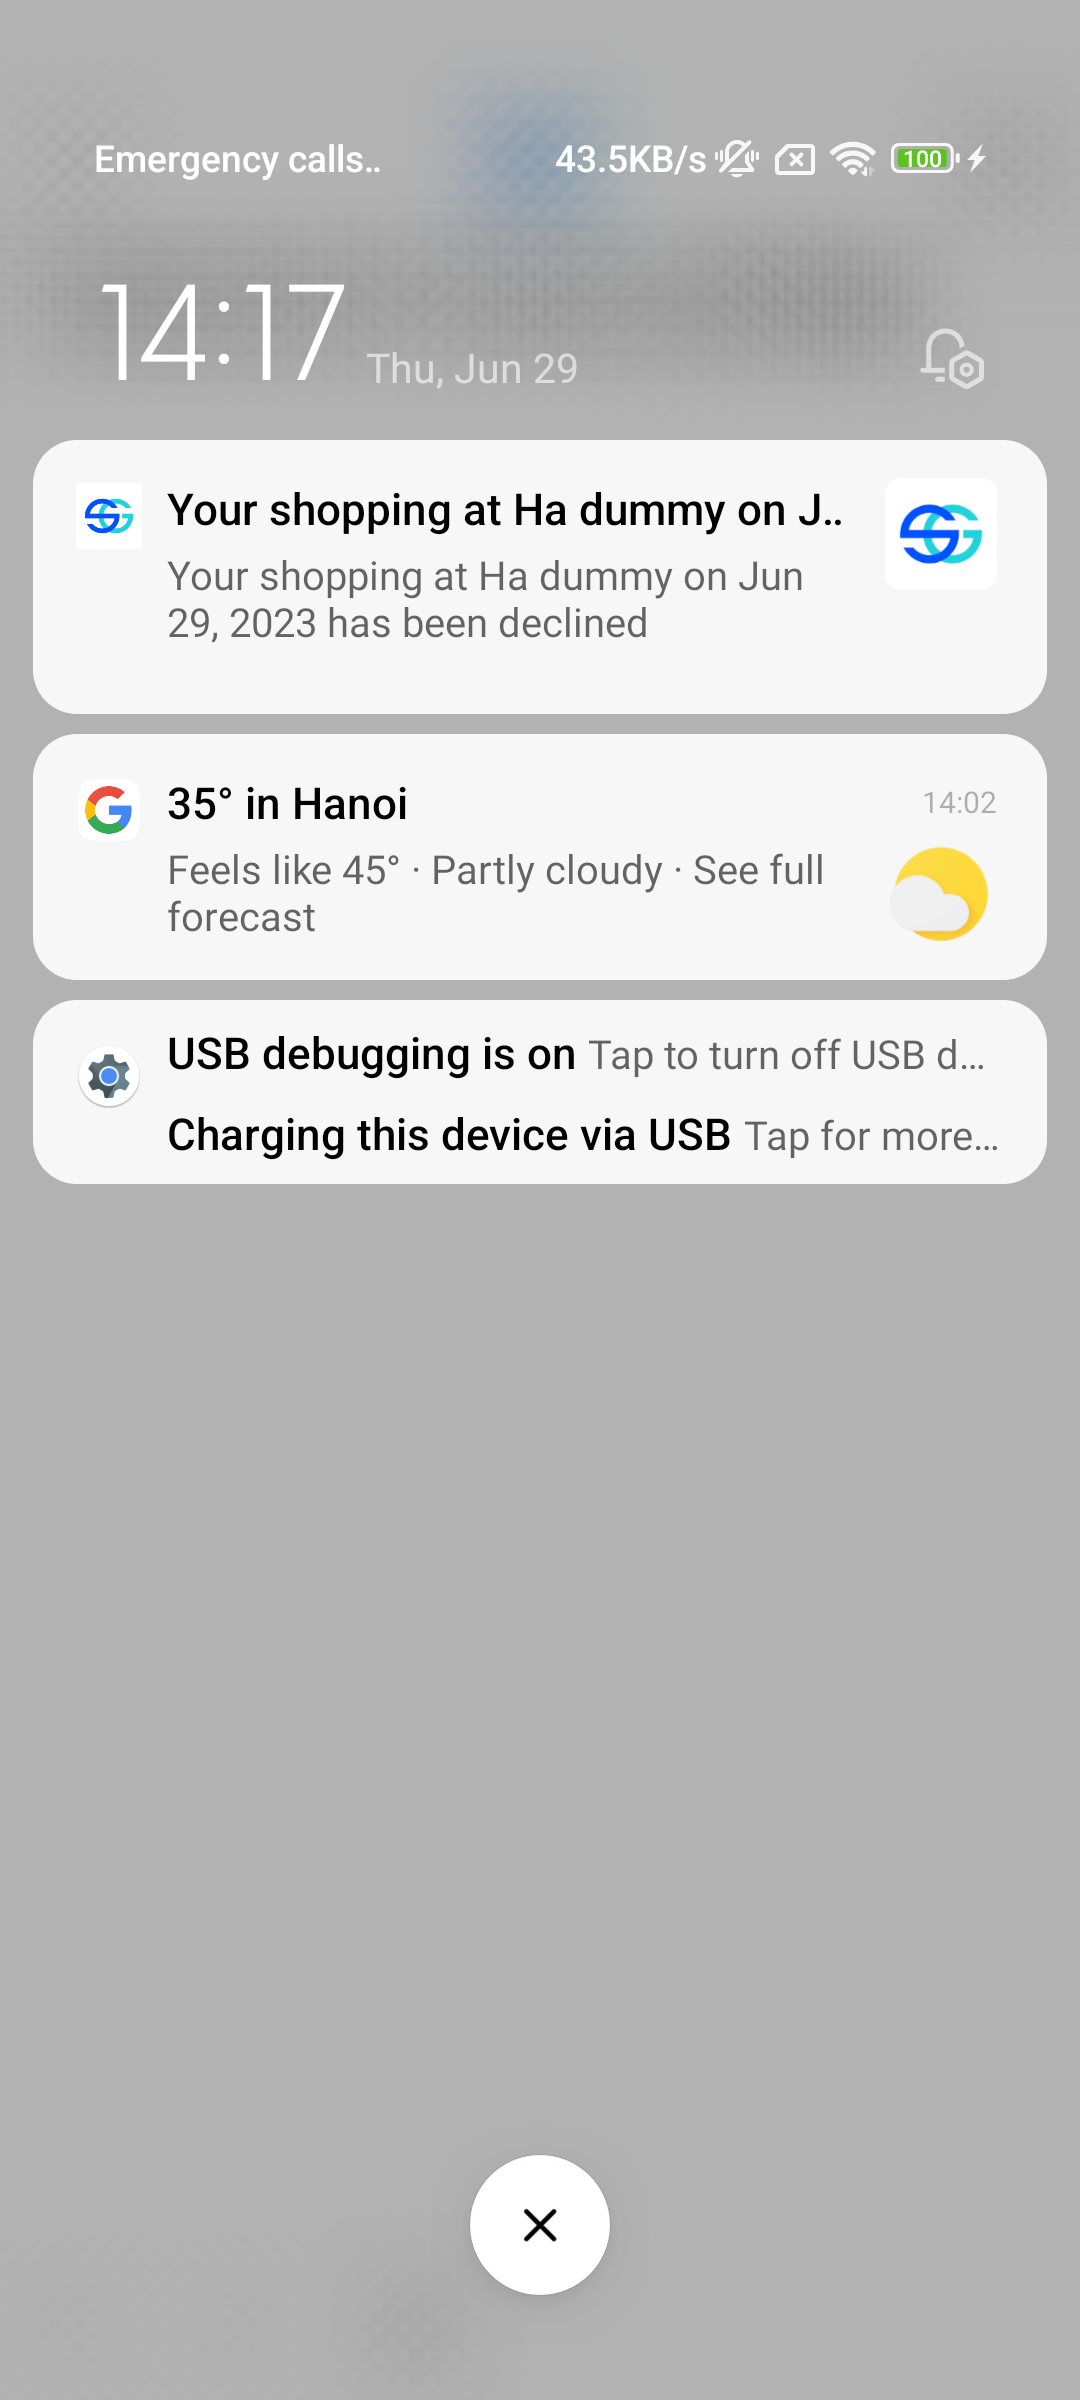 Emergency calls..
43.5KB/s
100
14:17
Thu, Jun 29
Your shopping at Ha dummy on J..
Your shopping at Ha dummy on Jun
29, 2023 has been declined
35° in Hanoi
14:02
Feels like 45° · Partly cloudy · See full
forecast
USB debugging is on Tap to turn off USB d...
Charging this device via USB Tap for more...